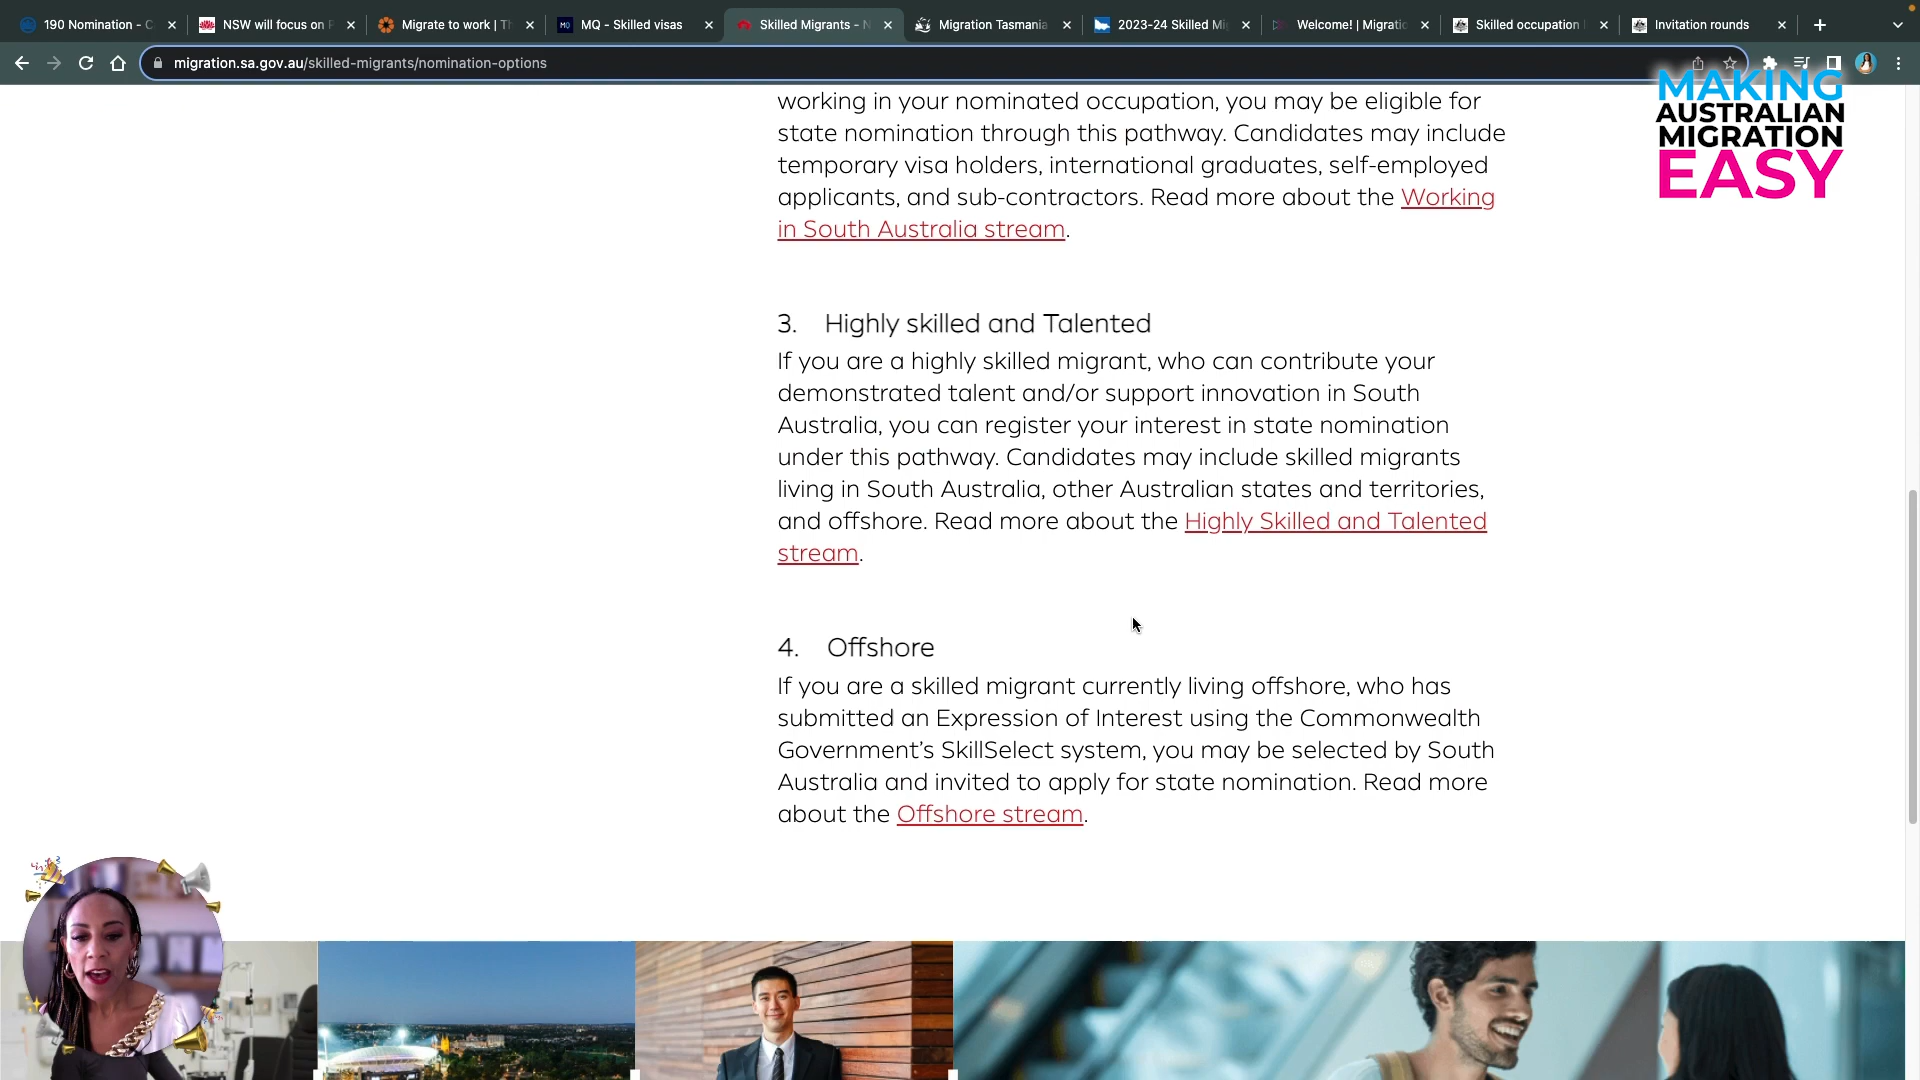 190 Nomination - C
NSW will focus on P
Migrate to work | Th
MQ - Skilled visas
Skilled Migrants - N
Migration Tasmania
2023-24 Skilled Mi
Welcome! | Migratio
Skilled occupation l
Invitation rounds
migration.sa.gov.au/skilled-migrants/nomination-options
MAKING
AUSTRALIAN
MIGRATION
EASY
working in your nominated occupation, you may be eligible for
state nomination through this pathway. Candidates may include
temporary visa holders, international graduates, self-employed
applicants, and sub-contractors. Read more about the Working
in South Australia stream.
3. Highly skilled and Talented
If you are a highly skilled migrant, who can contribute your
demonstrated talent and/or support innovation in South
Australia, you can register your interest in state nomination
under this pathway. Candidates may include skilled migrants
living in South Australia, other Australian states and territories,
and offshore. Read more about the Highly Skilled and Talented
stream.
4. Offshore
If you are a skilled migrant currently living offshore, who has
submitted an Expression of Interest using the Commonwealth
Government’s SkillSelect system, you may be selected by South
Australia and invited to apply for state nomination. Read more
about the Offshore stream.